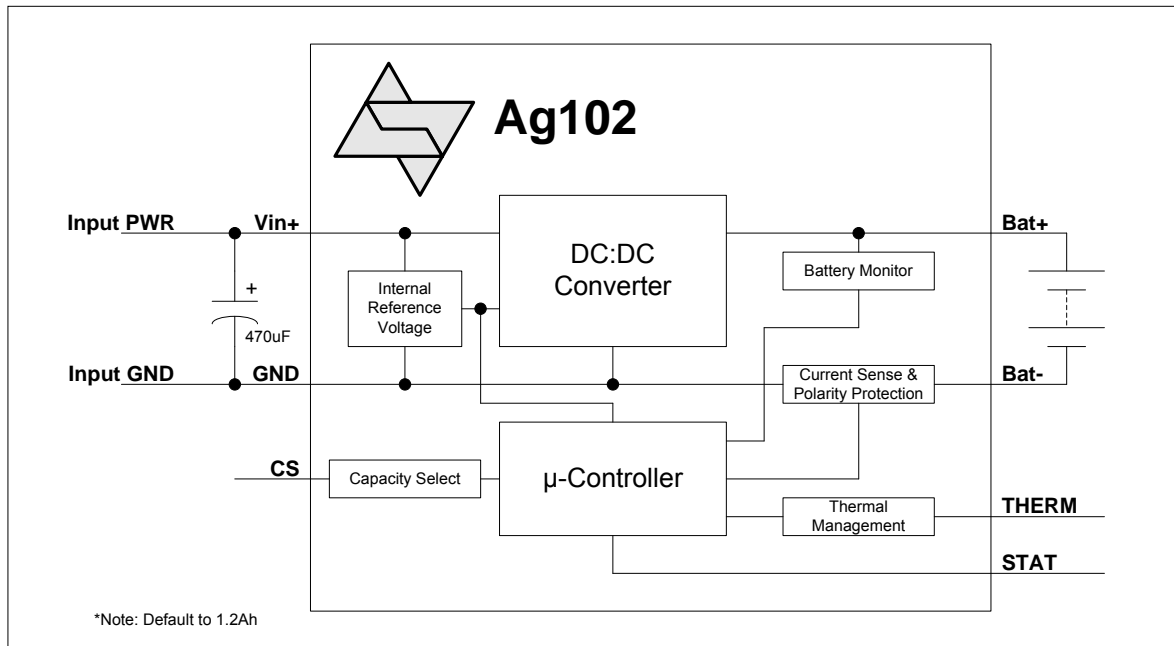 Ag102
Input PWR
Vin+
Bat+
DC:DC
Converter
Battery Monitor
Internal
Reference
Voltage
+
470uF
Input GND
GND
Current Sense &
Polarity Protection
Bat-
CS
Capacity Select
µ-Controller
Thermal
Management
THERM
STAT
*Note: Default to 1.2Ah